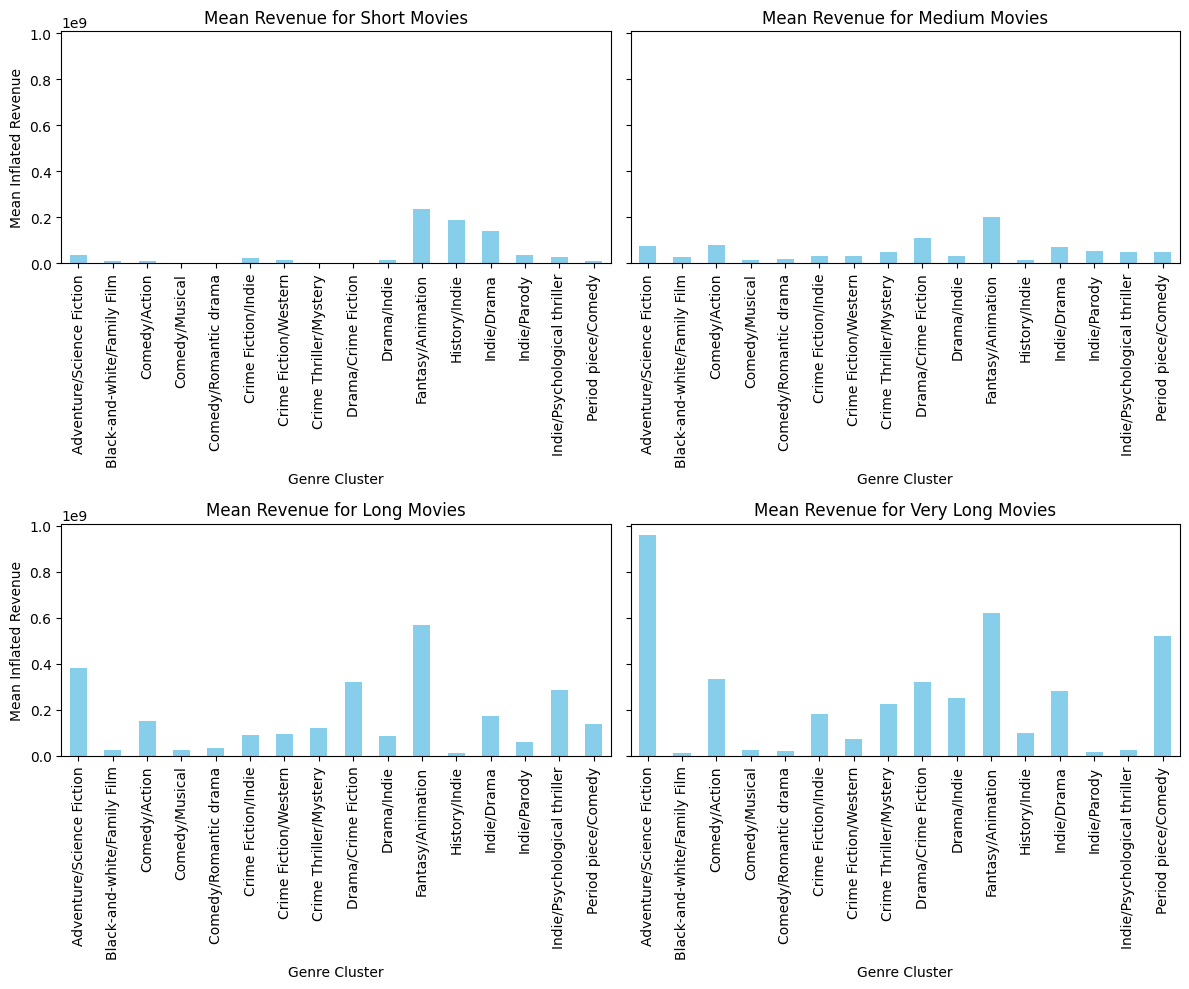 Mean Revenue for Short Movies
1e9
Mean Inflated Revenue
1.0
0.8
0.6
0.4
0.2
0.0
Adventure/Science Fiction
Black-and-white/Family Film
Comedy/Action
Comedy/Musical
Comedy/Romantic drama
Crime Fiction/Indie
Crime Fiction/Western
Crime Thriller/Mystery
Drama/Crime Fiction
Drama/Indie
Fantasy/Animation
History/Indie
Indie/Drama
Indie/Parody
Indie/Psychological thriller
Period piece/Comedy
Genre Cluster
Mean Revenue for Medium Movies
Adventure/Science Fiction
Black-and-white/Family Film
Comedy/Action
Comedy/Musical
Comedy/Romantic drama
Crime Fiction/Indie
Crime Fiction/Western
Crime Thriller/Mystery
Drama/Crime Fiction
Drama/Indie
Fantasy/Animation
History/Indie
Indie/Drama
Indie/Parody
Indie/Psychological thriller
Period piece/Comedy
Genre Cluster
Mean Revenue for Long Movies
1e9
Mean Inflated Revenue
1.0
0.8
0.6
0.4
0.2
0.0
Adventure/Science Fiction
Black-and-white/Family Film
Comedy/Action
Comedy/Musical
Comedy/Romantic drama
Crime Fiction/Indie
Crime Fiction/Western
Crime Thriller/Mystery
Drama/Crime Fiction
Drama/Indie
Fantasy/Animation
History/Indie
Indie/Drama
Indie/Parody
Indie/Psychological thriller
Period piece/Comedy
Genre Cluster
Mean Revenue for Very Long Movies
Adventure/Science Fiction
Black-and-white/Family Film
Comedy/Action
Comedy/Musical
Comedy/Romantic drama
Crime Fiction/Indie
Crime Fiction/Western
Crime Thriller/Mystery
Drama/Crime Fiction
Drama/Indie
Fantasy/Animation
History/Indie
Indie/Drama
Indie/Parody
Indie/Psychological thriller
Period piece/Comedy
Genre Cluster